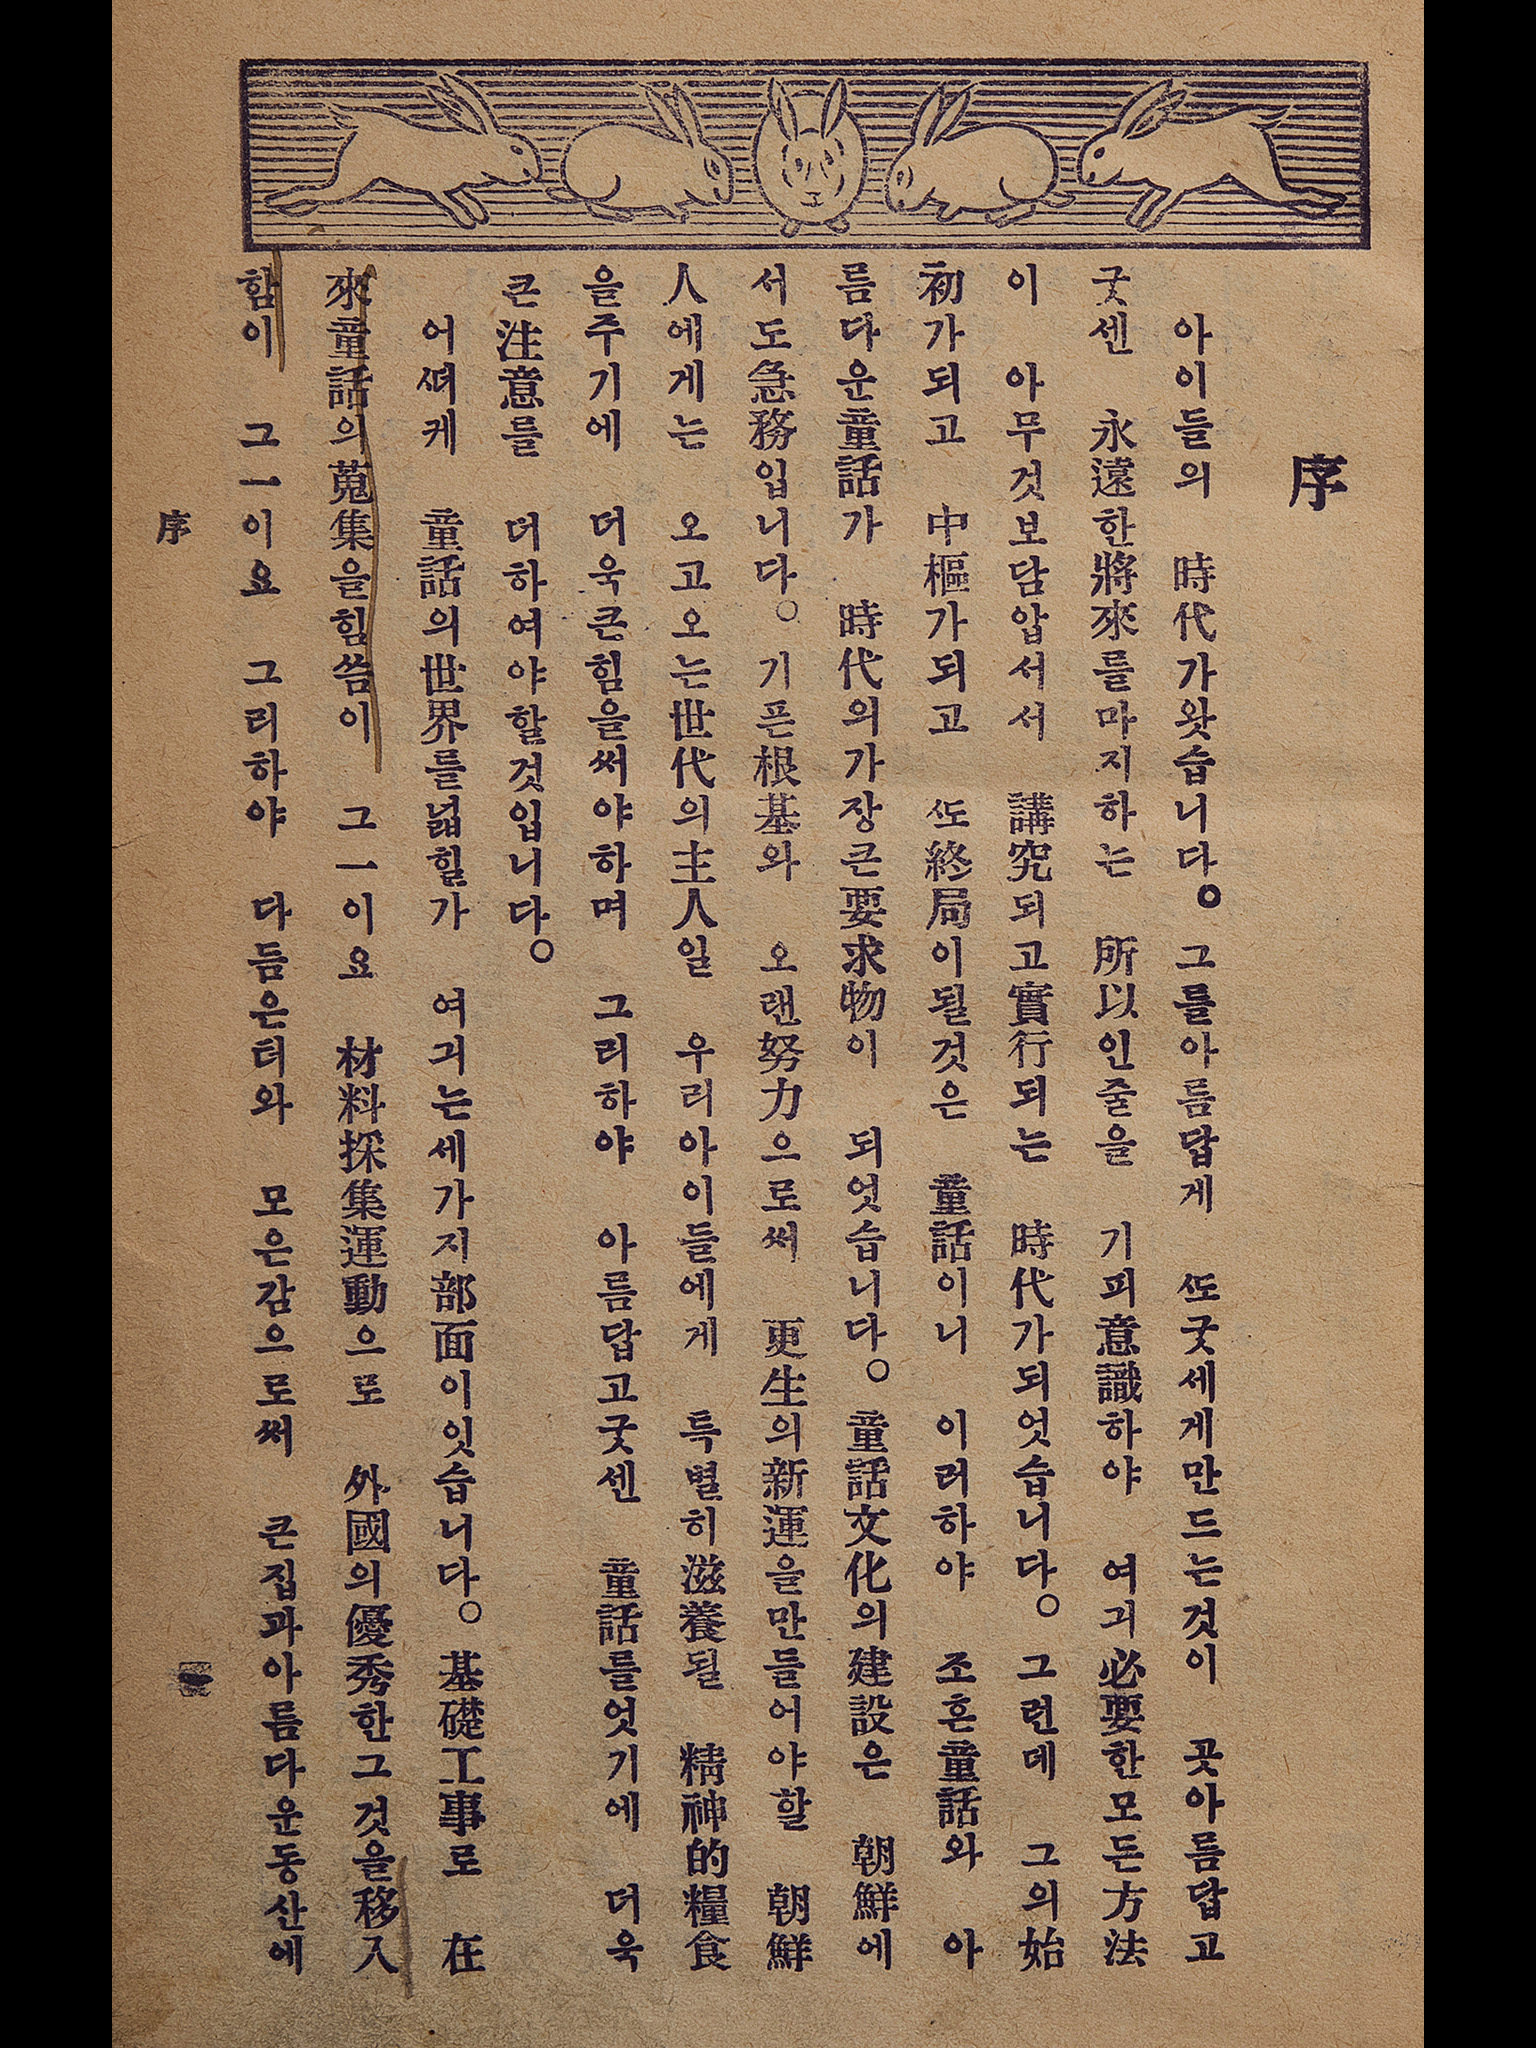 序
아이들의 時代가왓습니다。그를아름답게 ᄯᅩ굿세게만드는것이 곳아름답고
굿센 永遠한將來를마지하는 所以인줄을 기피意識하야 여긔必要한모든方法
이 아무것보담압서서 講究되고實行되는 時代가되엇습니다。그런데 그의始
初가되고 中樞가되고 ᄯᅩ終局이될것은 童話이니 이러하야 조흔童話와 아
름다운童話가 時代의가장큰要求物이 되엇습니다。童話文化의建設은 朝鮮에
서도急務입니다。기픈根基와 오랜努力으로써 更生의新運을만들어야할 朝鮮
人에게는 오고오는世代의主人일 우리아이들에게 특별히滋養될 精神的糧食
을주기에 더욱큰힘을써야하며 그리하야 아름답고굿센 童話를엇기에 더욱
큰注意를 더하여야할것입니다。
어ᄯᅥ케 童話의世界를넓힐가 여긔는세가지部面이잇습니다。基礎工事로 在
來童話의蒐集을힘씀이 그一이요 材料採集運動으로 外國의優秀한그것을移入
함이 그一이요 그리하야 다듬은터와 모은감으로써 큰집과아름다운동산에
序